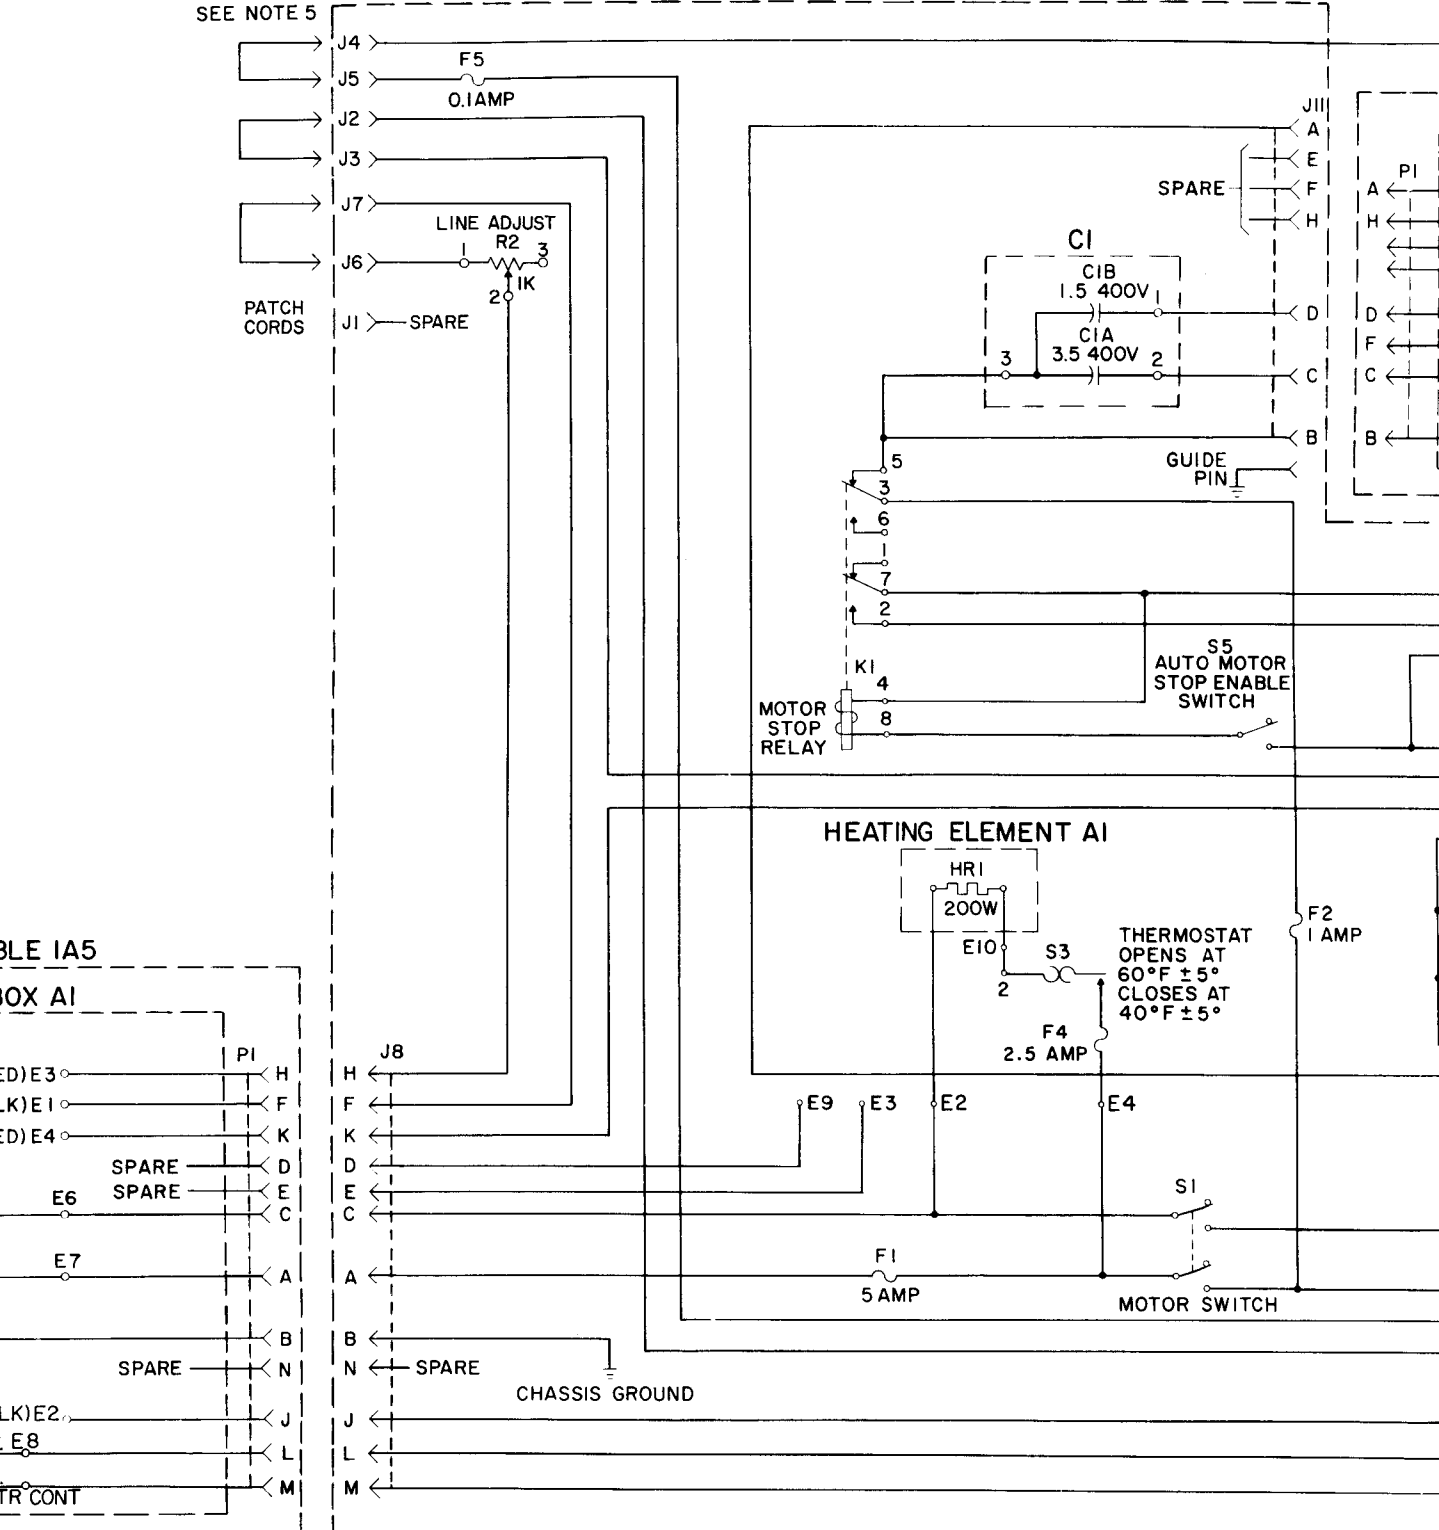 SEE NOTE 5
J4
J5
F5
0.1AMP
J2
J3
J7
J6
LINE ADJUST
R2
1
3
1K
2
PATCH
CORDS
J1
SPARE
J11
A
E
SPARE
F
H
D
C
B
GUIDE
PIN
P1
A
H
D
F
C
B
C1
C1B
1.5 400V
1
C1A
3.5 400V
3
2
5
3
6
1
7
2
K1
4
8
MOTOR
STOP
RELAY
S5
AUTO MOTOR
STOP ENABLE
SWITCH
HEATING ELEMENT A1
HR1
200W
E10
2
S3
THERMOSTAT
OPENS AT
60°F ±5°
CLOSES AT
40°F ±5°
F4
2.5 AMP
F2
1 AMP
E9
E3
E2
E4
S1
MOTOR SWITCH
F1
5 AMP
BLE 1A5
BOX A1
P1
J8
ED)E3
H
H
LK)E1
F
F
ED)E4
K
K
SPARE
D
D
SPARE
E
E
E6
C
C
E7
A
A
B
B
SPARE
N
N
SPARE
CHASSIS GROUND
LK)E2
J
J
E8
L
L
M
M
TR CONT